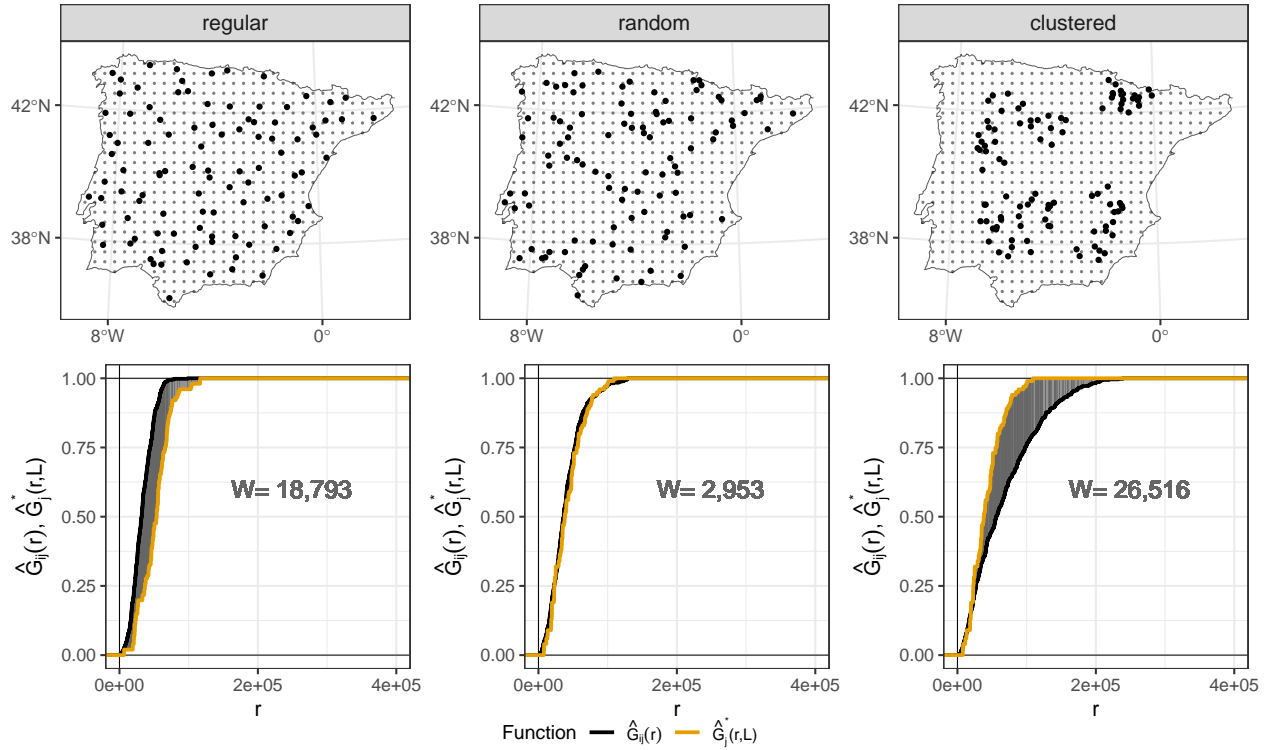 regular random clustered
42°N 42°N 42°N
38°N 38°N 38°N
8°W 0° 8°W 0° 8°W 0°
1.00 1.00 1.00
0.75 0.75 0.75
W= 18,793 W= 2,953 W= 26,516
0.50 0.50 0.50
0.25 0.25 0.25
0.00 0.00 0.00
Ĝij(r), Ĝj*(r,L) Ĝij(r), Ĝj*(r,L) Ĝij(r), Ĝj*(r,L)
0e+00 2e+05 4e+05 0e+00 2e+05 4e+05 0e+00 2e+05 4e+05
r r r
Function Ĝij(r) Ĝj*(r,L)